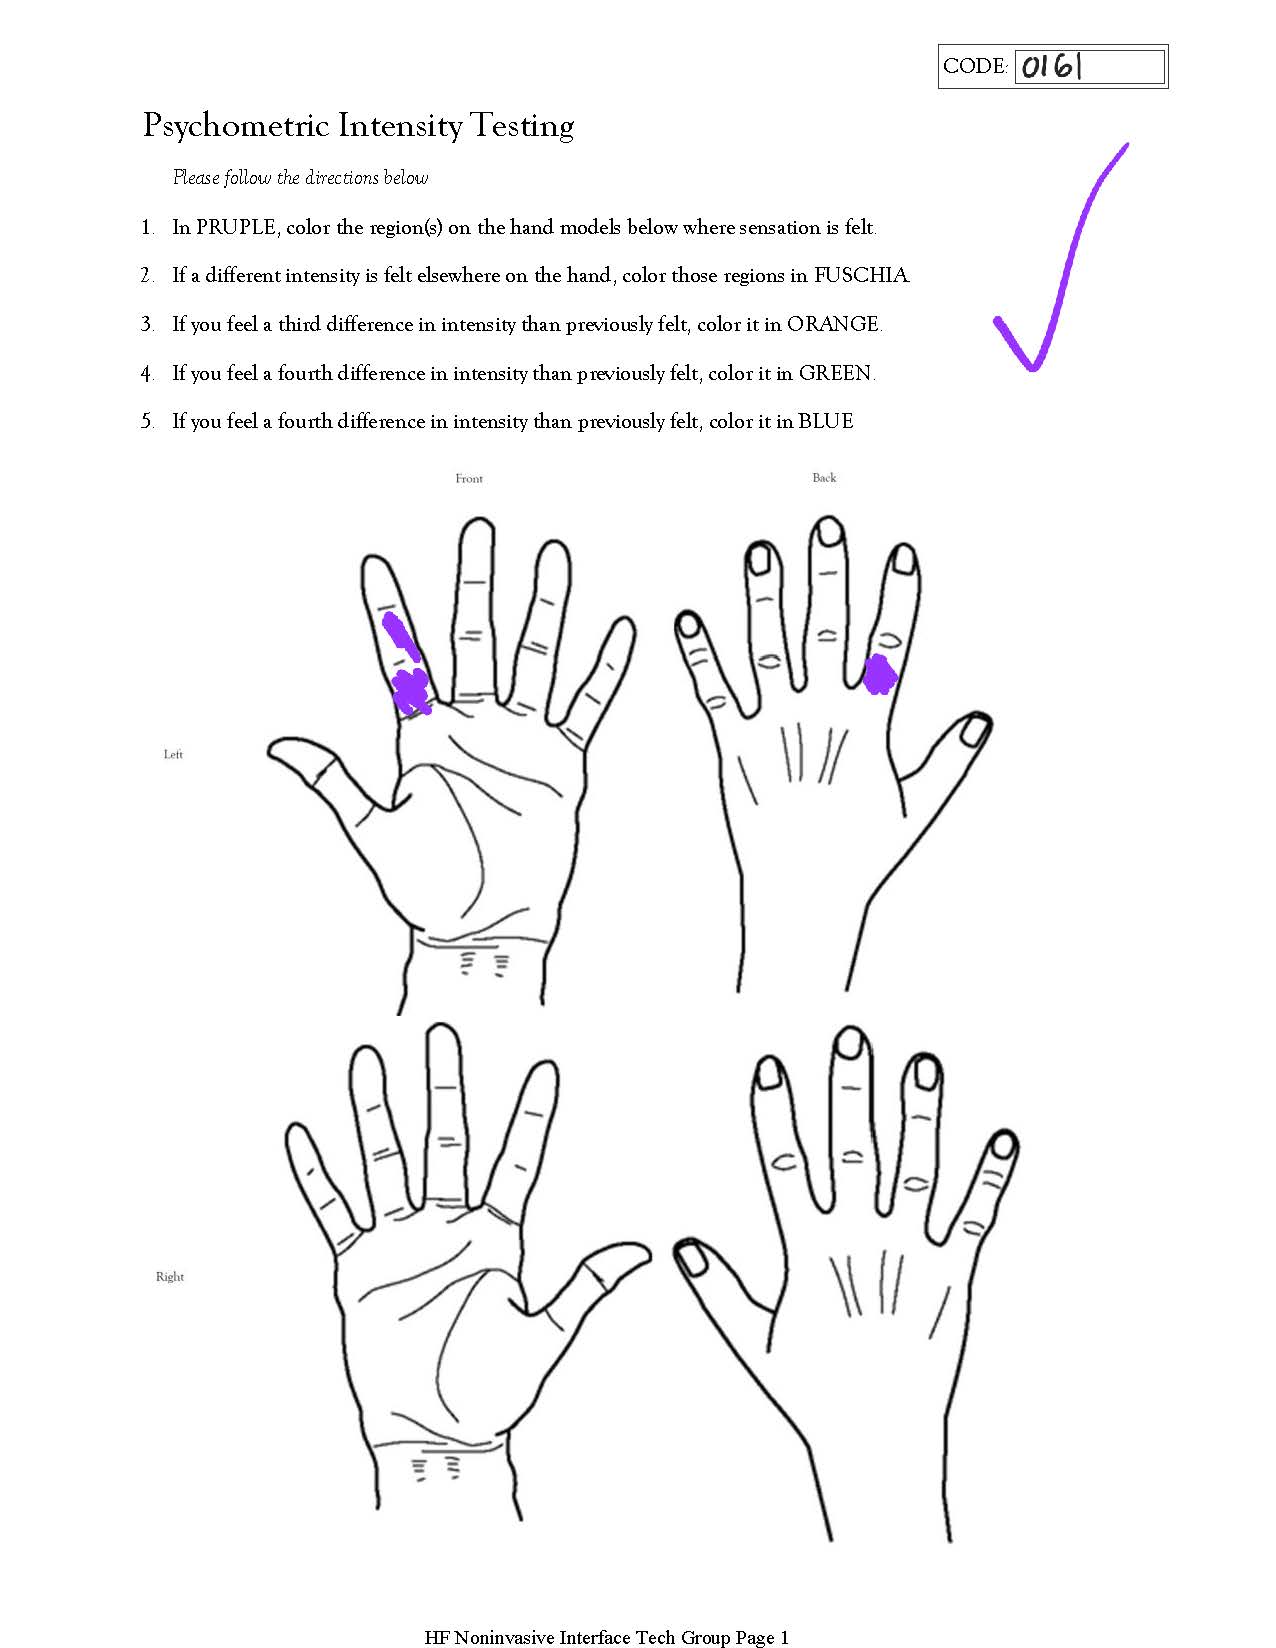 CODE: 0161
Psychometric Intensity Testing
Please follow the directions below
1. In PRUPLE, color the region(s) on the hand models below where sensation is felt.
2. If a different intensity is felt elsewhere on the hand, color those regions in FUSCHIA.
3. If you feel a third difference in intensity than previously felt, color it in ORANGE.
4. If you feel a fourth difference in intensity than previously felt, color it in GREEN.
5. If you feel a fourth difference in intensity than previously felt, color it in BLUE
Front Back
Left
Right
HF Noninvasive Interface Tech Group Page 1